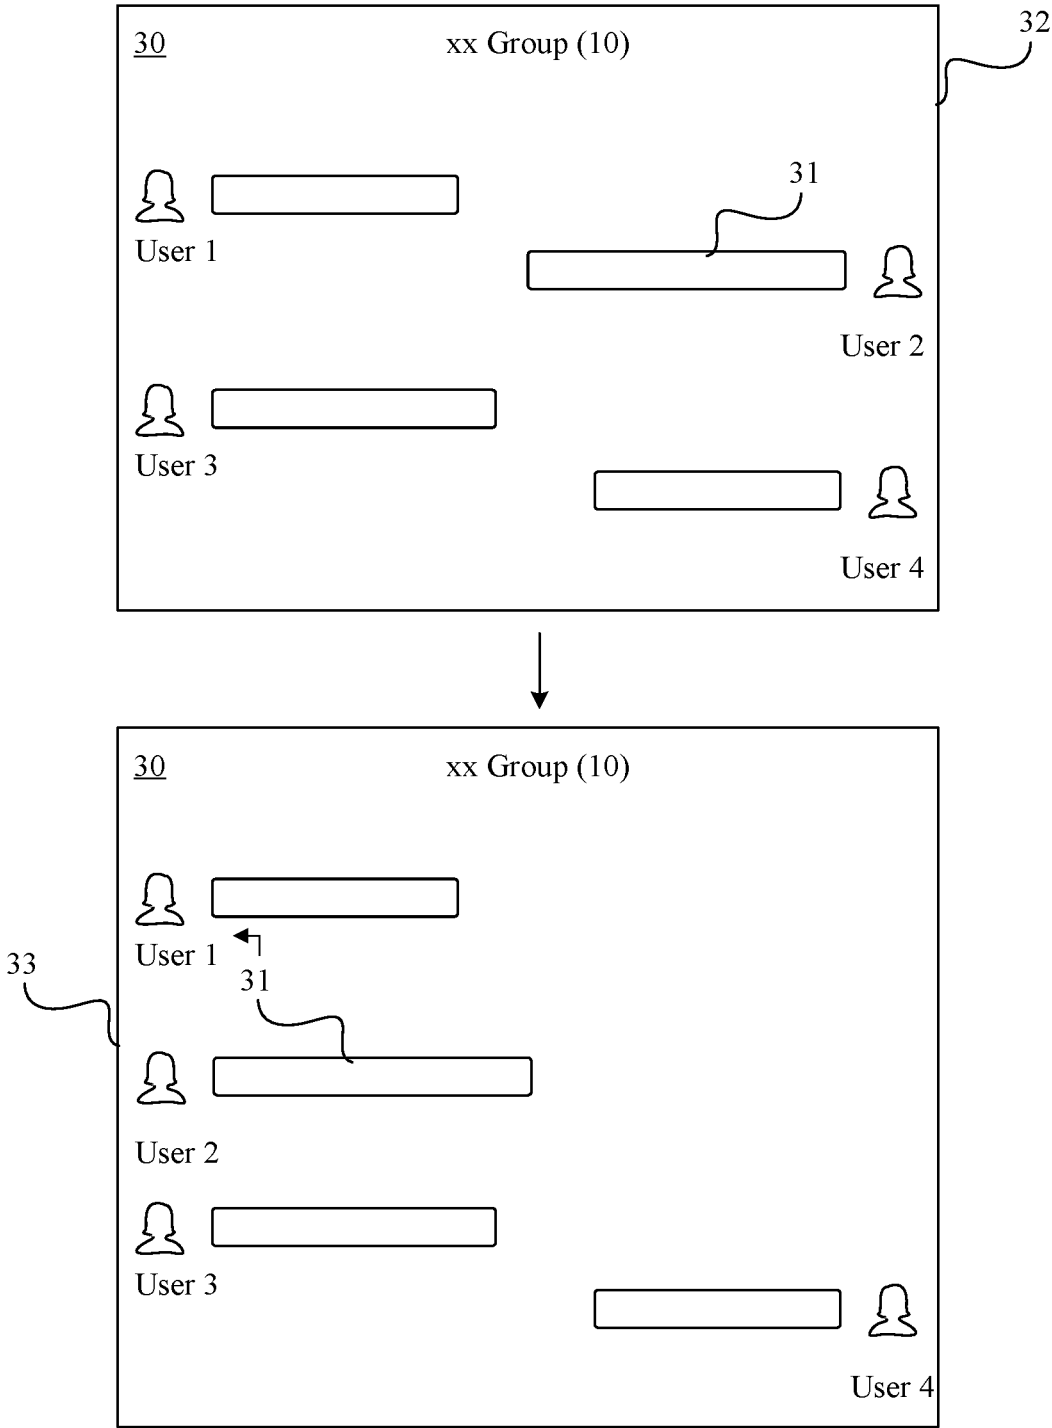 32
30 xx Group (10)
31
User 1
User 2
User 3
User 4
30 xx Group (10)
User 1
33
31
User 2
User 3
User 4